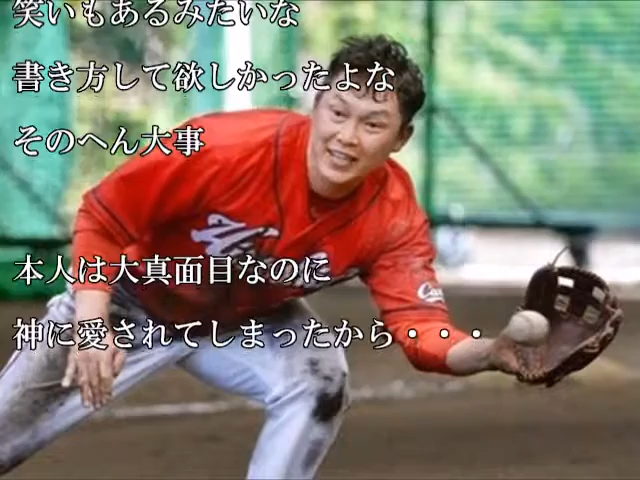 笑いもあるみたいな
書き方して欲しかったよな
そのへん大事
本人は大真面目なのに
神に愛されてしまったから・・・